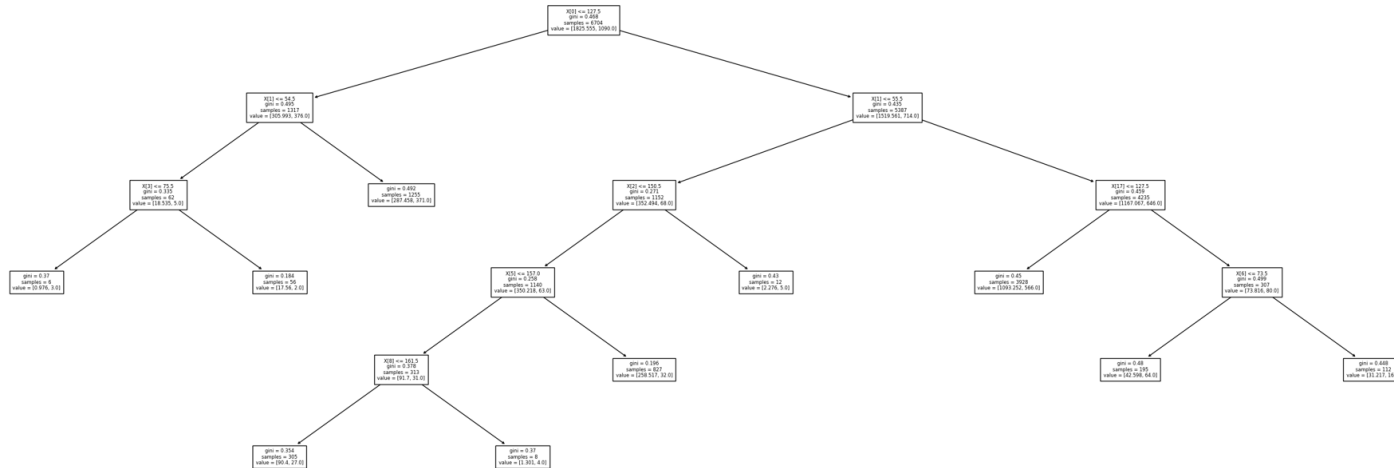 X[0] <= 127.5
gini = 0.468
samples = 6704
value = [1825.555, 1090.0]
X[1] <= 54.5
gini = 0.495
samples = 1317
value = [305.993, 376.0]
X[1] <= 55.5
gini = 0.435
samples = 5387
value = [1519.561, 714.0]
X[3] <= 75.5
gini = 0.335
samples = 62
value = [18.535, 5.0]
gini = 0.492
samples = 1255
value = [287.458, 371.0]
X[2] <= 150.5
gini = 0.271
samples = 1152
value = [352.494, 68.0]
X[17] <= 127.5
gini = 0.459
samples = 4235
value = [1167.067, 646.0]
gini = 0.37
samples = 6
value = [0.976, 3.0]
gini = 0.184
samples = 56
value = [17.56, 2.0]
X[5] <= 157.0
gini = 0.258
samples = 1140
value = [350.218, 63.0]
gini = 0.43
samples = 12
value = [2.276, 5.0]
gini = 0.45
samples = 3928
value = [1093.252, 566.0]
X[6] <= 73.5
gini = 0.499
samples = 307
value = [73.816, 80.0]
X[8] <= 161.5
gini = 0.378
samples = 313
value = [91.7, 31.0]
gini = 0.196
samples = 827
value = [258.517, 32.0]
gini = 0.48
samples = 195
value = [42.598, 64.0]
gini = 0.448
samples = 112
value = [31.217, 16
gini = 0.354
samples = 305
value = [90.4, 27.0]
gini = 0.37
samples = 8
value = [1.301, 4.0]